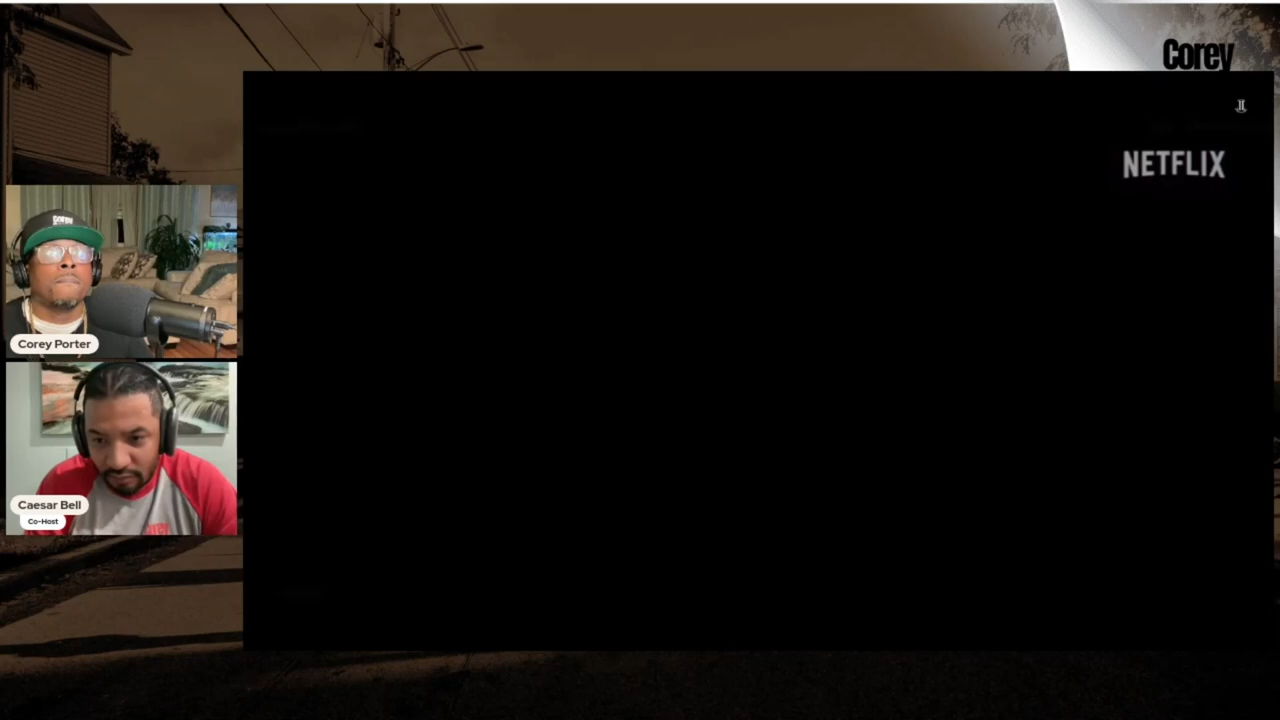 Corey
NETFLIX
Corey Porter
Caesar Bell
Co-Host